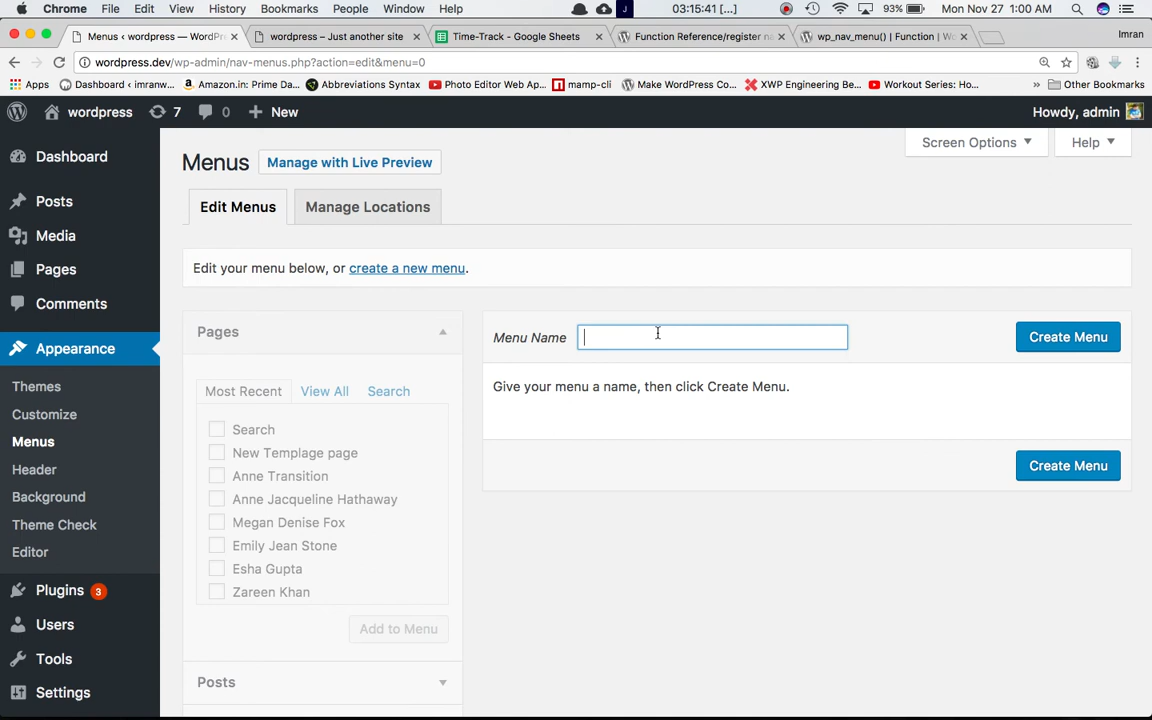 Chrome File Edit View History Bookmarks People Window Help 03:15:41 [...] 93% Mon Nov 27 1:00 AM
Menus ‹ wordpress — WordPr wordpress – Just another site Time-Track - Google Sheets Function Reference/register na wp_nav_menu() | Function | Wo Imran
wordpress.dev/wp-admin/nav-menus.php?action=edit&menu=0
Apps Dashboard ‹ imranw... Amazon.in: Prime Da... Abbreviations Syntax Photo Editor Web Ap... mamp-cli Make WordPress Co... XWP Engineering Be... Workout Series: Ho... » Other Bookmarks
wordpress 7 0 + New Howdy, admin
Screen Options Help
Menus Manage with Live Preview
Edit Menus Manage Locations
Edit your menu below, or create a new menu.
Dashboard
Posts
Media
Pages
Comments
Appearance
Themes
Customize
Menus
Header
Background
Theme Check
Editor
Plugins 3
Users
Tools
Settings
Pages
Most Recent View All Search
Search
New Templage page
Anne Transition
Anne Jacqueline Hathaway
Megan Denise Fox
Emily Jean Stone
Esha Gupta
Zareen Khan
Add to Menu
Posts
Menu Name Create Menu
Give your menu a name, then click Create Menu.
Create Menu